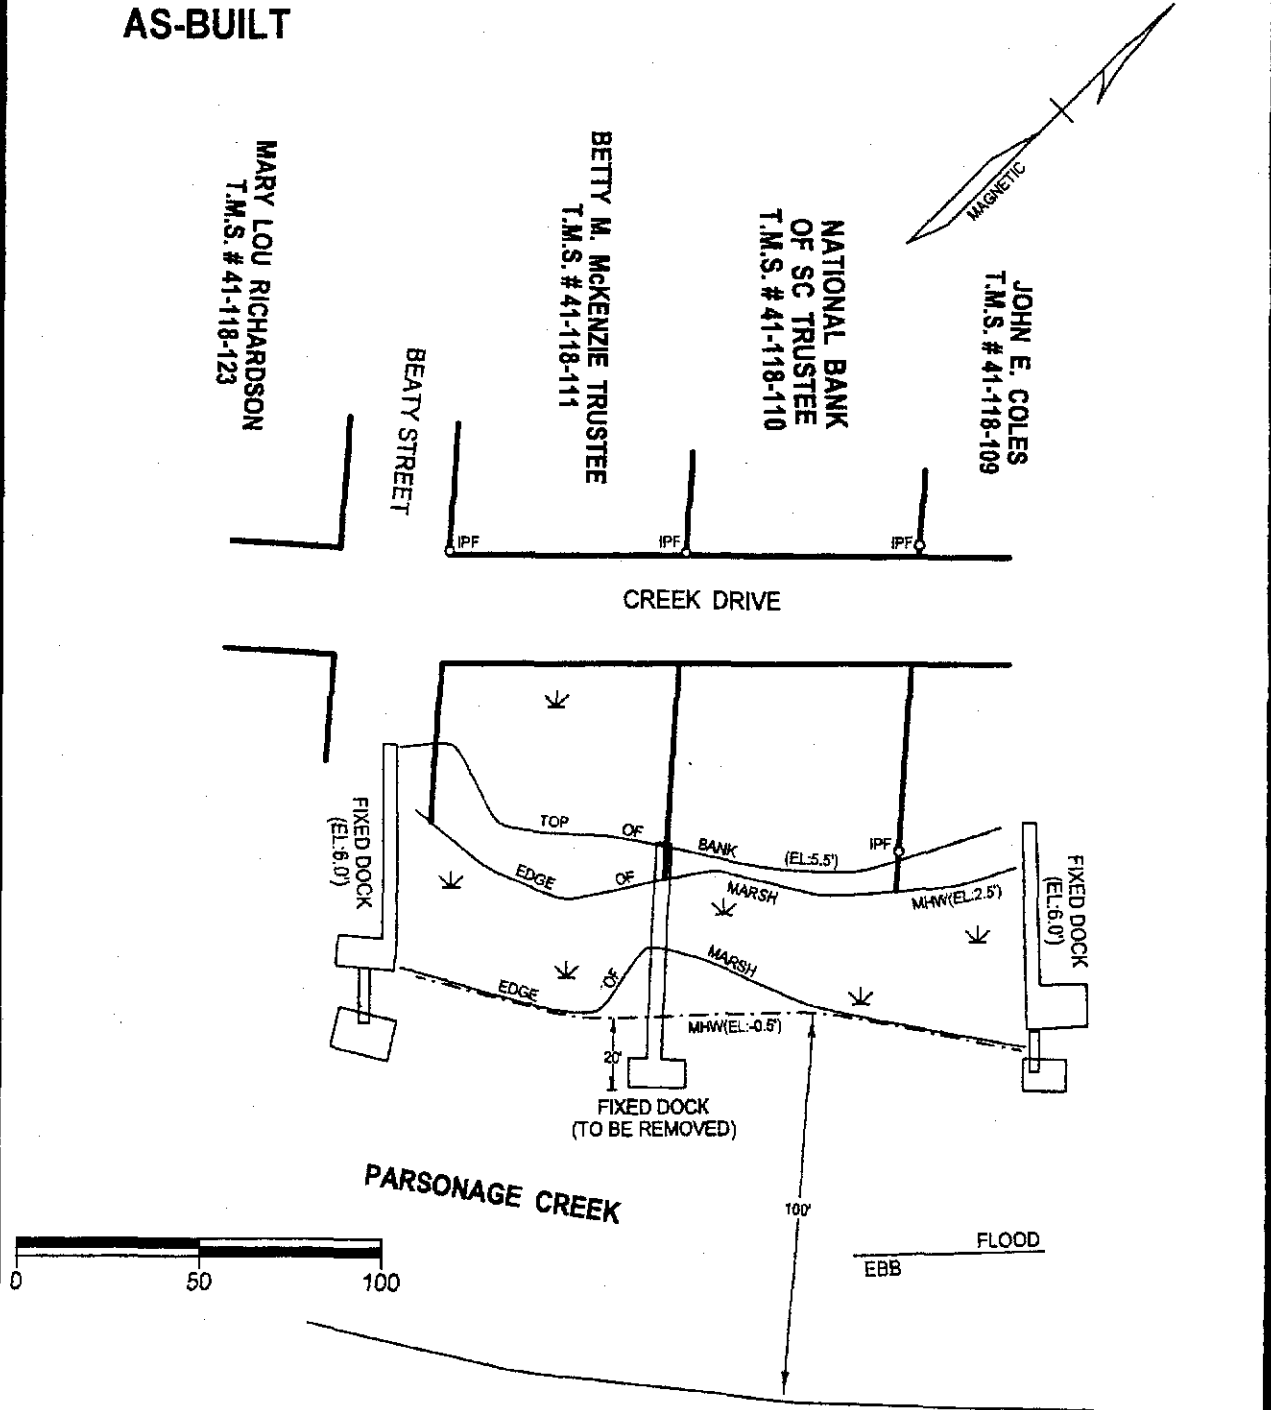 AS-BUILT
MAGNETIC
MARY LOU RICHARDSON
T.M.S. # 41-118-123
BEATY STREET
BETTY M. McKENZIE TRUSTEE
T.M.S. # 41-118-111
NATIONAL BANK
OF SC TRUSTEE
T.M.S. # 41-118-110
JOHN E. COLES
T.M.S. # 41-118-109
IPF
IPF
IPF
CREEK DRIVE
FIXED DOCK
(EL:6.0')
TOP OF BANK (EL:5.5')
IPF
EDGE OF MARSH MHW(EL:2.5')
FIXED DOCK
(EL:6.0')
EDGE OF MARSH
MHW(EL:-0.5')
20'
FIXED DOCK
(TO BE REMOVED)
PARSONAGE CREEK
100'
FLOOD
EBB
0 50 100